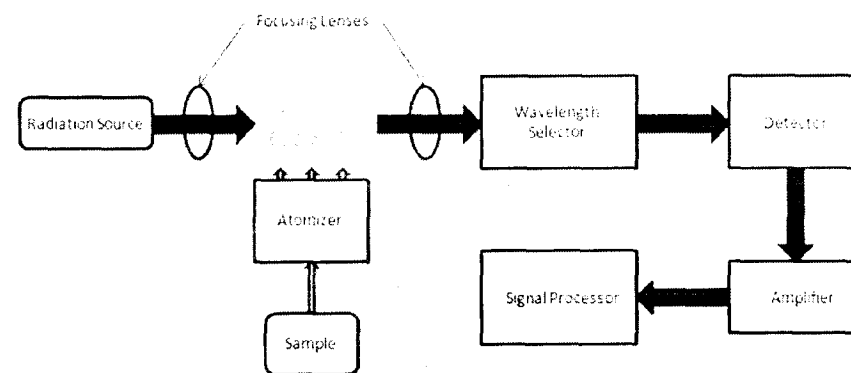 Focusing Lenses
Radiation Source
Wavelength
Selector
Detector
Atomizer
Signal Processor
Amplifier
Sample